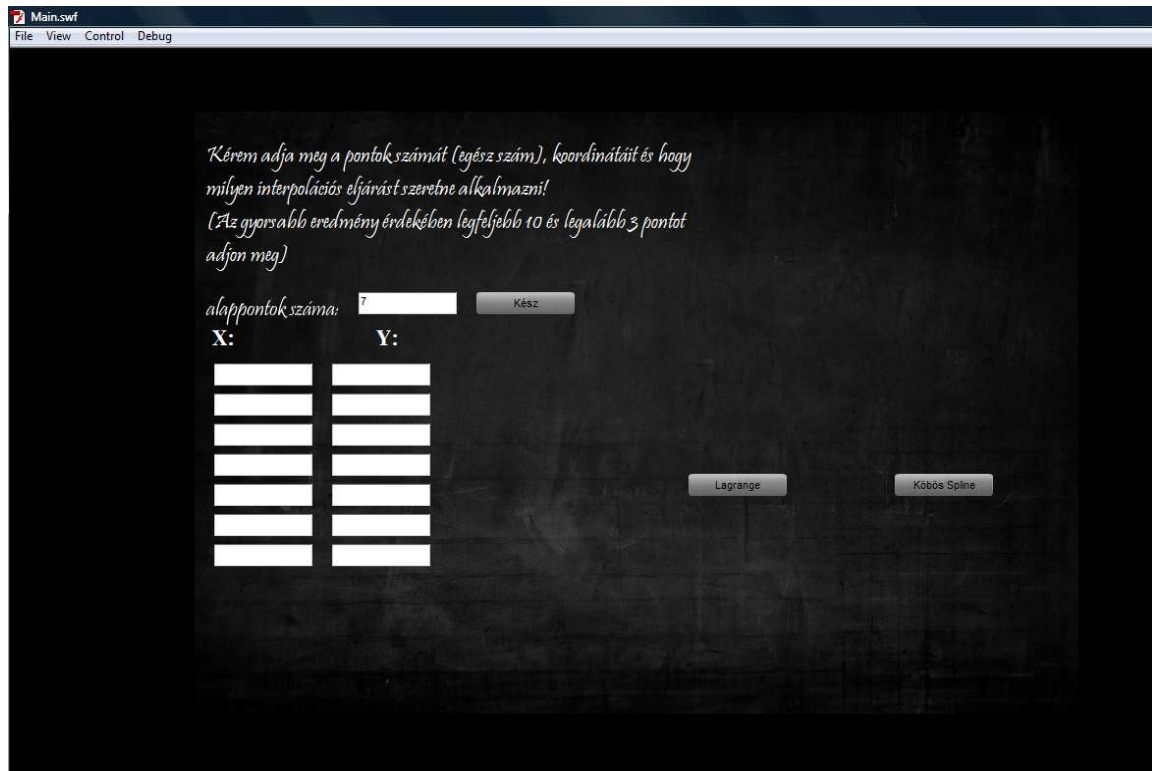 Main.swf
File View Control Debug
Kérem adja meg a pontok számát (egész szám), koordinátáit és hogy
milyen interpolációs eljárást szeretne alkalmazni!
(Az gyorsabb eredmény érdekében legfeljebb 10 és legalább 3 pontot
adjon meg)
alappontok száma: 7 Kész
X: Y:
Lagrange Köbös Spline